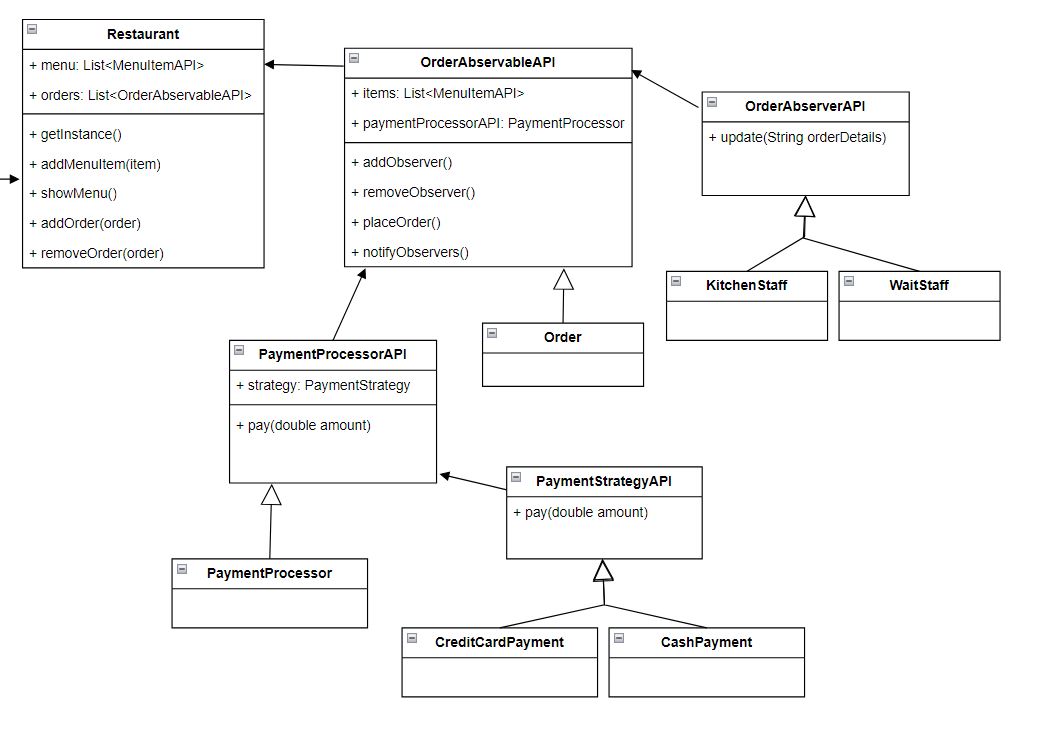 Restaurant
+ menu: List<MenuItemAPI>
+ orders: List<OrderAbservableAPI>
+ getInstance()
+ addMenuItem(item)
+ showMenu()
+ addOrder(order)
+ removeOrder(order)
OrderAbservableAPI
+ items: List<MenuItemAPI>
+ paymentProcessorAPI: PaymentProcessor
+ addObserver()
+ removeObserver()
+ placeOrder()
+ notifyObservers()
OrderAbserverAPI
+ update(String orderDetails)
KitchenStaff
WaitStaff
Order
PaymentProcessorAPI
+ strategy: PaymentStrategy
+ pay(double amount)
PaymentStrategyAPI
+ pay(double amount)
PaymentProcessor
CreditCardPayment
CashPayment